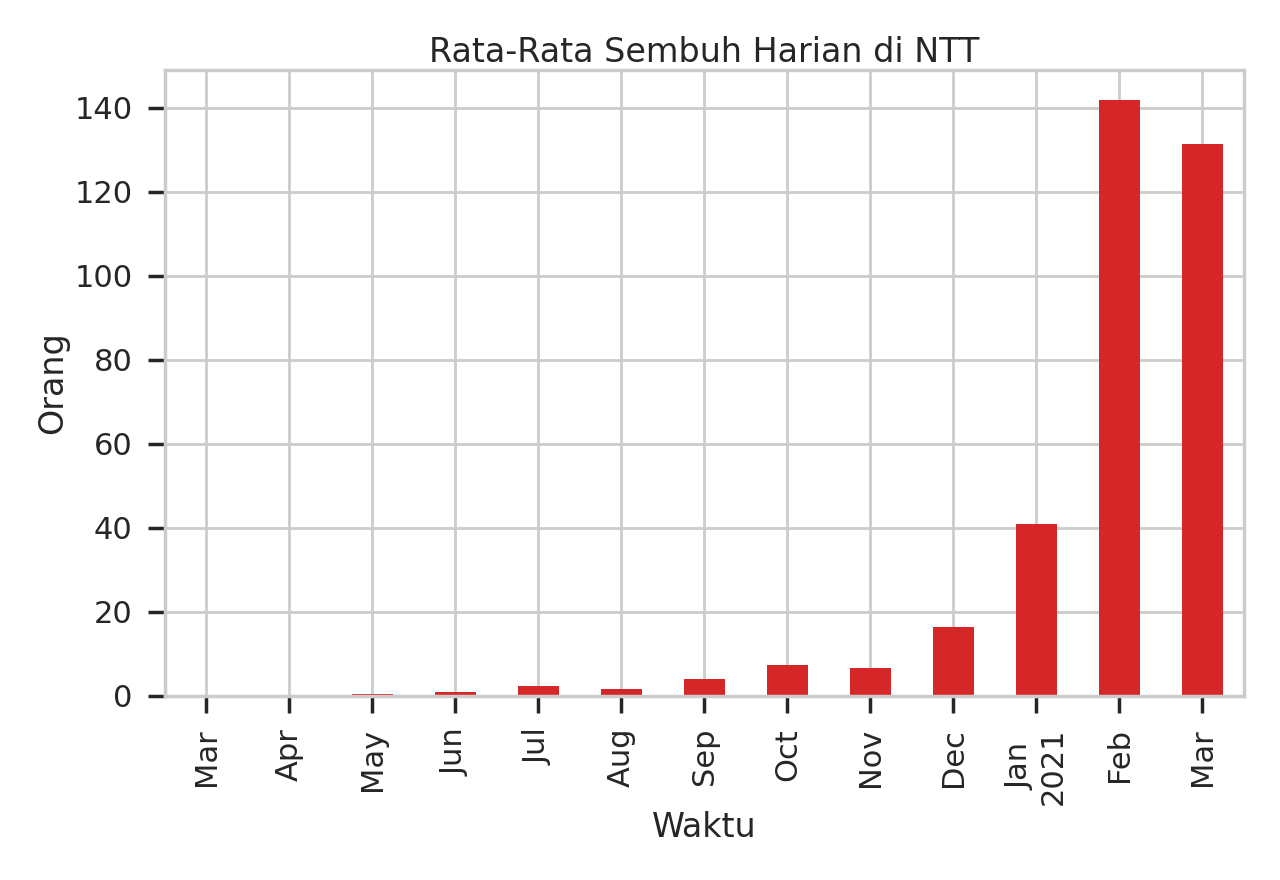 Rata-Rata Sembuh Harian di NTT
140
120
100
80
60
40
20
0
Orang
Mar
Apr
May
Jun
Jul
Aug
Sep
Oct
Nov
Dec
Jan
2021
Feb
Mar
Waktu